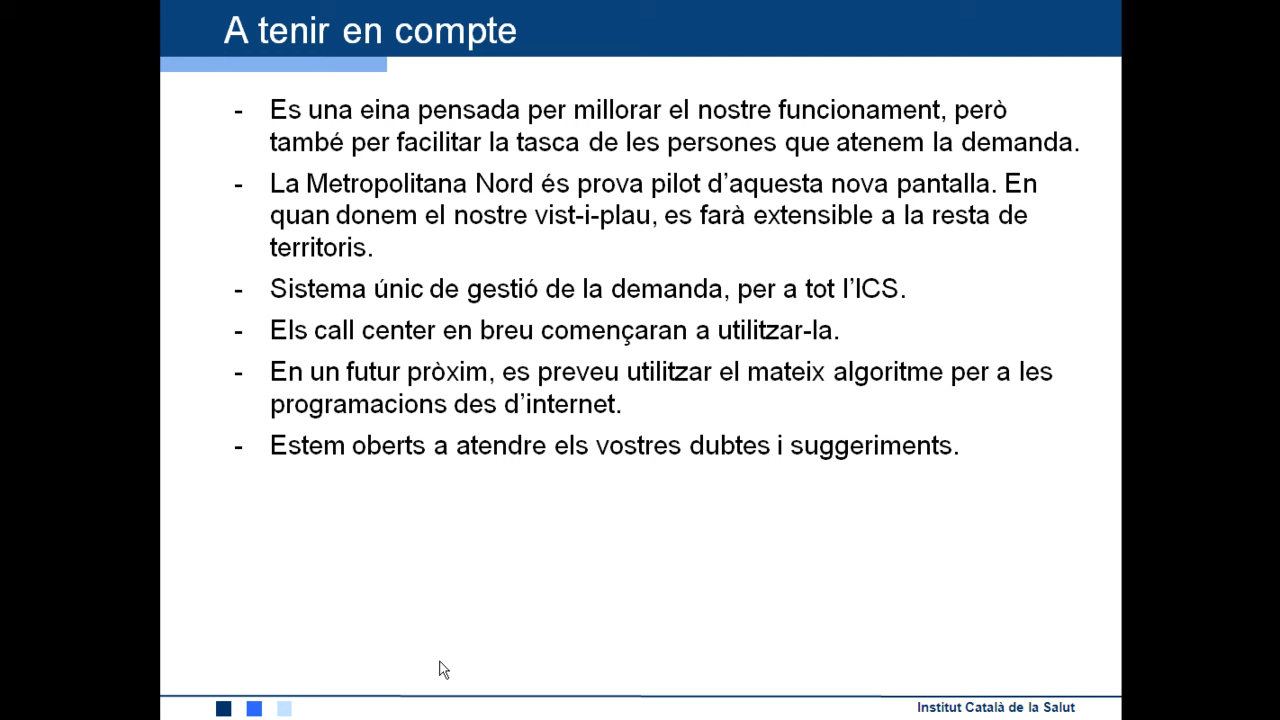 A tenir en compte
- Es una eina pensada per millorar el nostre funcionament, però
també per facilitar la tasca de les persones que atenem la demanda.
- La Metropolitana Nord és prova pilot d’aquesta nova pantalla. En
quan donem el nostre vist-i-plau, es farà extensible a la resta de
territoris.
- Sistema únic de gestió de la demanda, per a tot l’ICS.
- Els call center en breu començaran a utilitzar-la.
- En un futur pròxim, es preveu utilitzar el mateix algoritme per a les
programacions des d’internet.
- Estem oberts a atendre els vostres dubtes i suggeriments.
Institut Català de la Salut